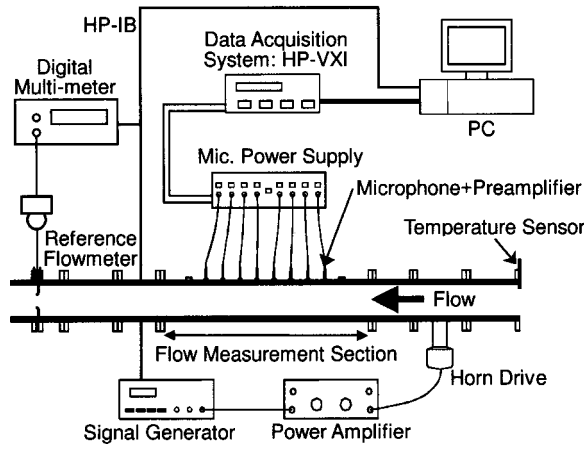 HP-IB
Data Acquisition
System: HP-VXI
Digital
Multi-meter
PC
Mic. Power Supply
Microphone+Preamplifier
Temperature Sensor
Reference
Flowmeter
Flow
Flow Measurement Section
Horn Drive
Signal Generator
Power Amplifier